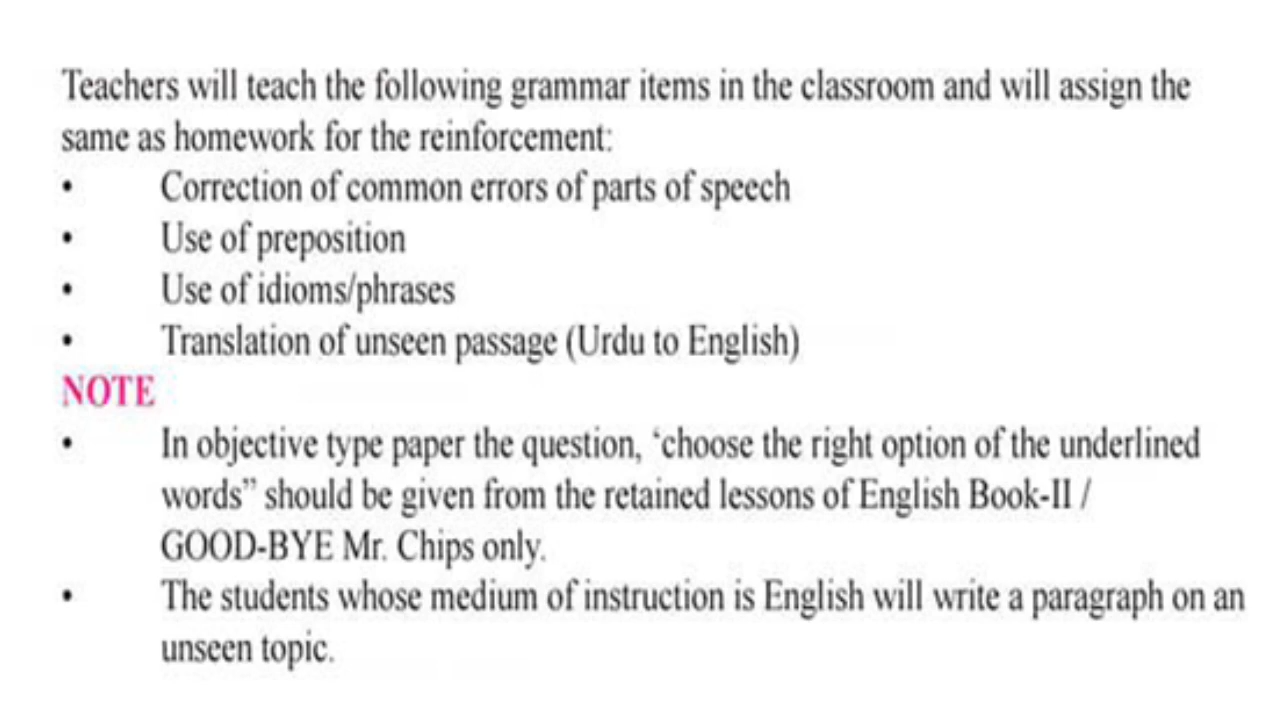 Teachers will teach the following grammar items in the classroom and will assign the
same as homework for the reinforcement:
• Correction of common errors of parts of speech
• Use of preposition
• Use of idioms/phrases
• Translation of unseen passage (Urdu to English)
NOTE
• In objective type paper the question, ‘choose the right option of the underlined
words” should be given from the retained lessons of English Book-II /
GOOD-BYE Mr. Chips only.
• The students whose medium of instruction is English will write a paragraph on an
unseen topic.